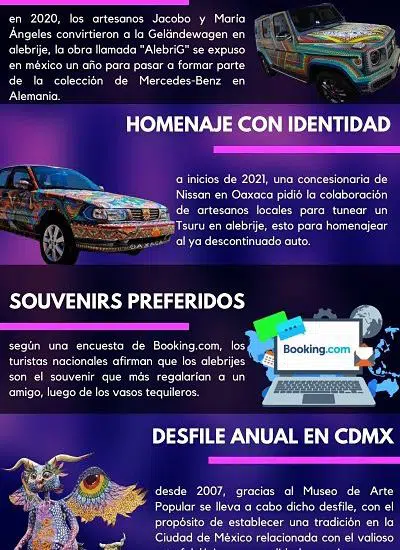 en 2020, los artesanos Jacobo y María
Ángeles convirtieron a la Geländewagen en
alebrije, la obra llamada "AlebriG" se expuso
en méxico un año para pasar a formar parte
de la colección de Mercedes-Benz en
Alemania.
HOMENAJE CON IDENTIDAD
a inicios de 2021, una concesionaria de
Nissan en Oaxaca pidió la colaboración
de artesanos locales para tunear un
Tsuru en alebrije, esto para homenajear
al ya descontinuado auto.
OAXACA
SOUVENIRS PREFERIDOS
según una encuesta de Booking.com, los
turistas nacionales afirman que los alebrijes
son el souvenir que más regalarían a un
amigo, luego de los vasos tequileros.
Booking.com
DESFILE ANUAL EN CDMX
desde 2007, gracias al Museo de Arte
Popular se lleva a cabo dicho desfile, con el
propósito de establecer una tradición en la
Ciudad de México relacionada con el valioso